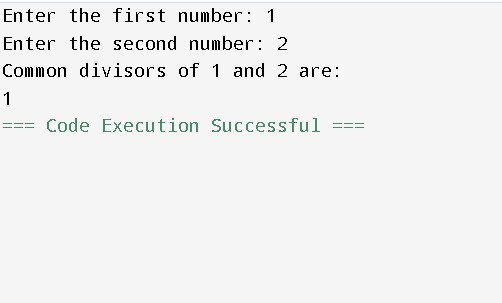 Enter the first number: 1
Enter the second number: 2
Common divisors of 1 and 2 are:
1
=== Code Execution Successful ===